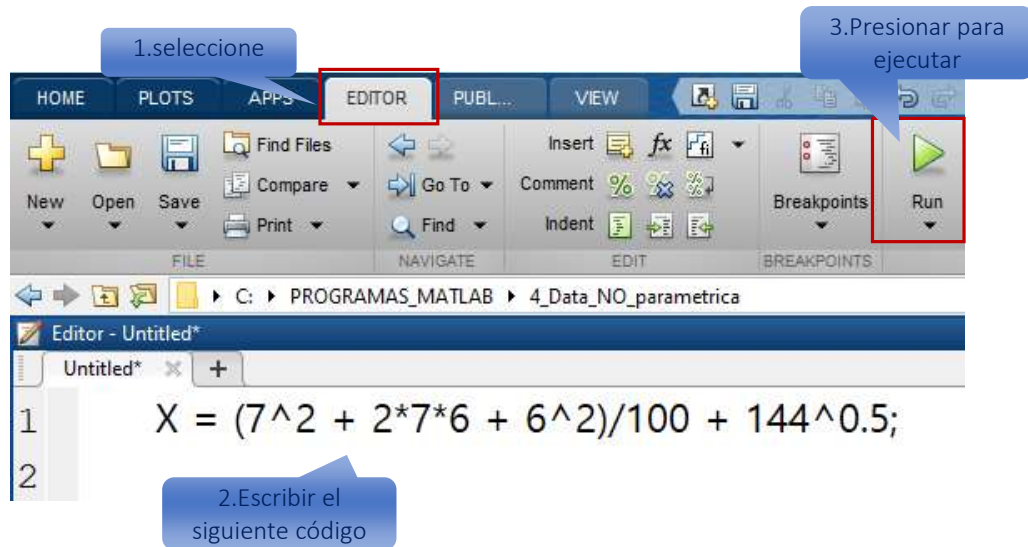 1.seleccione
3.Presionar para
ejecutar
HOME PLOTS APPS EDITOR PUBL... VIEW
Find Files
Insert fx fi
New Open Save
Compare
Go To
Comment
Breakpoints
Run
Print
Find
Indent
FILE NAVIGATE EDIT BREAKPOINTS
C: PROGRAMAS_MATLAB 4_Data_NO_parametrica
Editor - Untitled*
Untitled* × +
1 X = (7^2 + 2*7*6 + 6^2)/100 + 144^0.5;
2
2.Escribir el
siguiente código